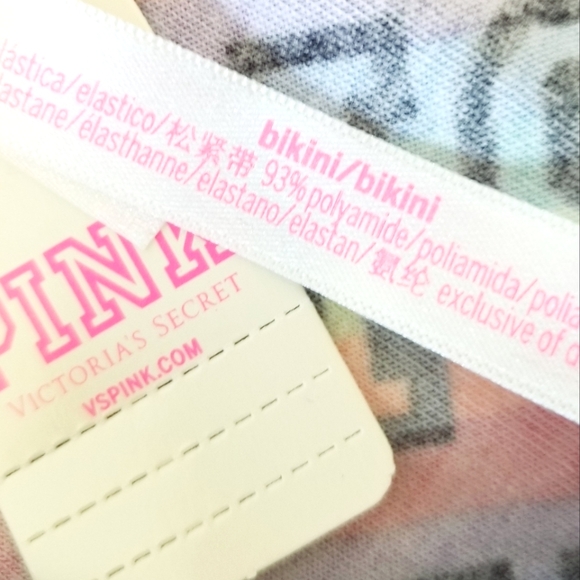 bikini/bikini
lástica/elastico/松紧带 93% polyamide/poliamida/polia
lastane/élasthanne/elastano/elastan/氨纶 exclusive of d
PINK
VICTORIA'S SECRET
VSPINK.COM